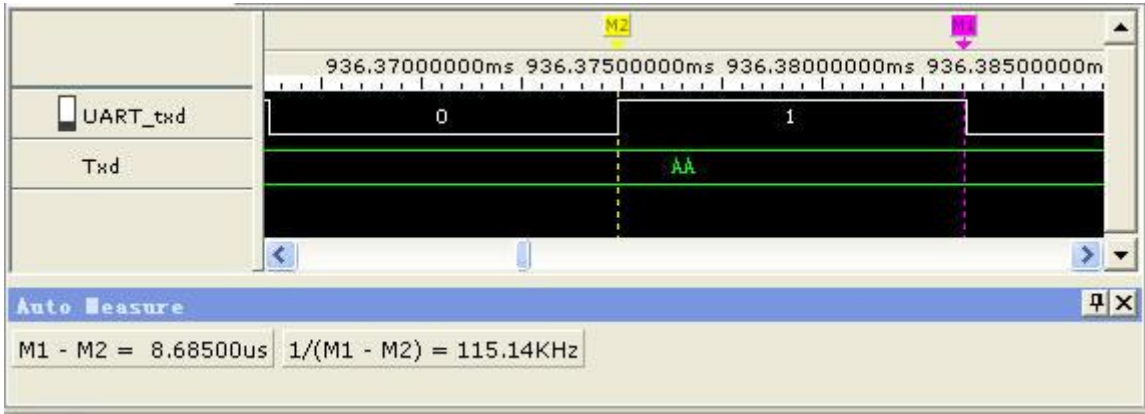 M2 M1
936.37000000ms 936.37500000ms 936.38000000ms 936.38500000m
UART_txd 0 1
Txd AA
Auto Measure
M1 - M2 = 8.68500us 1/(M1 - M2) = 115.14KHz